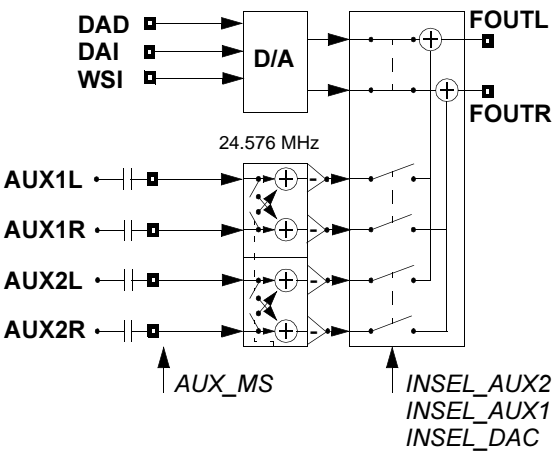 DAD
DAI
WSI
D/A
FOUTL
FOUTR
24.576 MHz
AUX1L
AUX1R
AUX2L
AUX2R
AUX_MS
INSEL_AUX2
INSEL_AUX1
INSEL_DAC